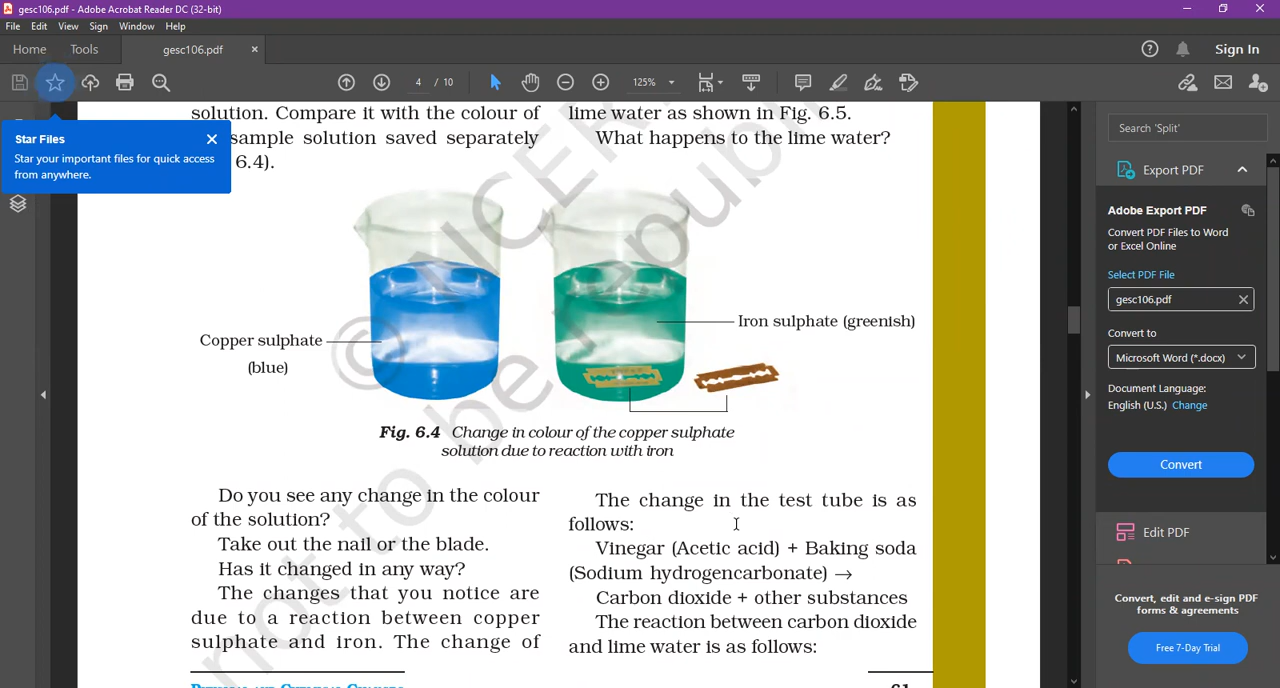 gesc106.pdf - Adobe Acrobat Reader DC (32-bit)
File Edit View Sign Window Help
Home Tools gesc106.pdf Sign In
4 / 10 125%
Star Files
Star your important files for quick access
from anywhere.
solution. Compare it with the colour of
sample solution saved separately
6.4).
lime water as shown in Fig. 6.5.
What happens to the lime water?
© NCERT
not to be republ
Copper sulphate
(blue)
Iron sulphate (greenish)
Fig. 6.4 Change in colour of the copper sulphate
solution due to reaction with iron
Do you see any change in the colour
of the solution?
Take out the nail or the blade.
Has it changed in any way?
The changes that you notice are
due to a reaction between copper
sulphate and iron. The change of
The change in the test tube is as
follows:
Vinegar (Acetic acid) + Baking soda
(Sodium hydrogencarbonate) →
Carbon dioxide + other substances
The reaction between carbon dioxide
and lime water is as follows:
Search 'Split'
Export PDF
Adobe Export PDF
Convert PDF Files to Word
or Excel Online
Select PDF File
gesc106.pdf
Convert to
Microsoft Word (*.docx)
Document Language:
English (U.S.) Change
Convert
Edit PDF
Convert, edit and e-sign PDF
forms & agreements
Free 7-Day Trial